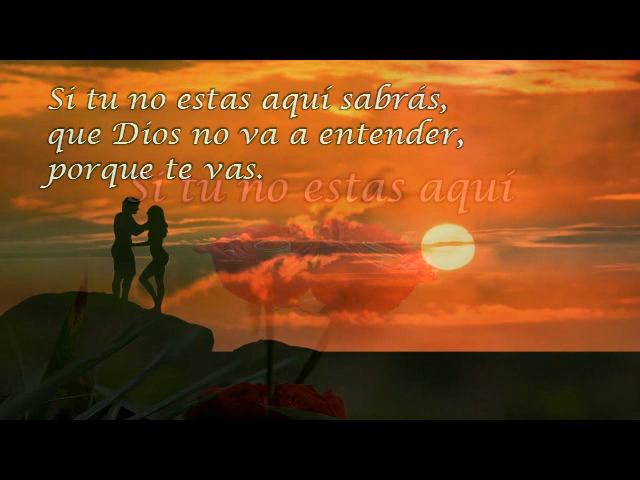 Si tu no estas aquí sabrás,
que Dios no va a entender,
porque te vas.
Si tu no estas aquí